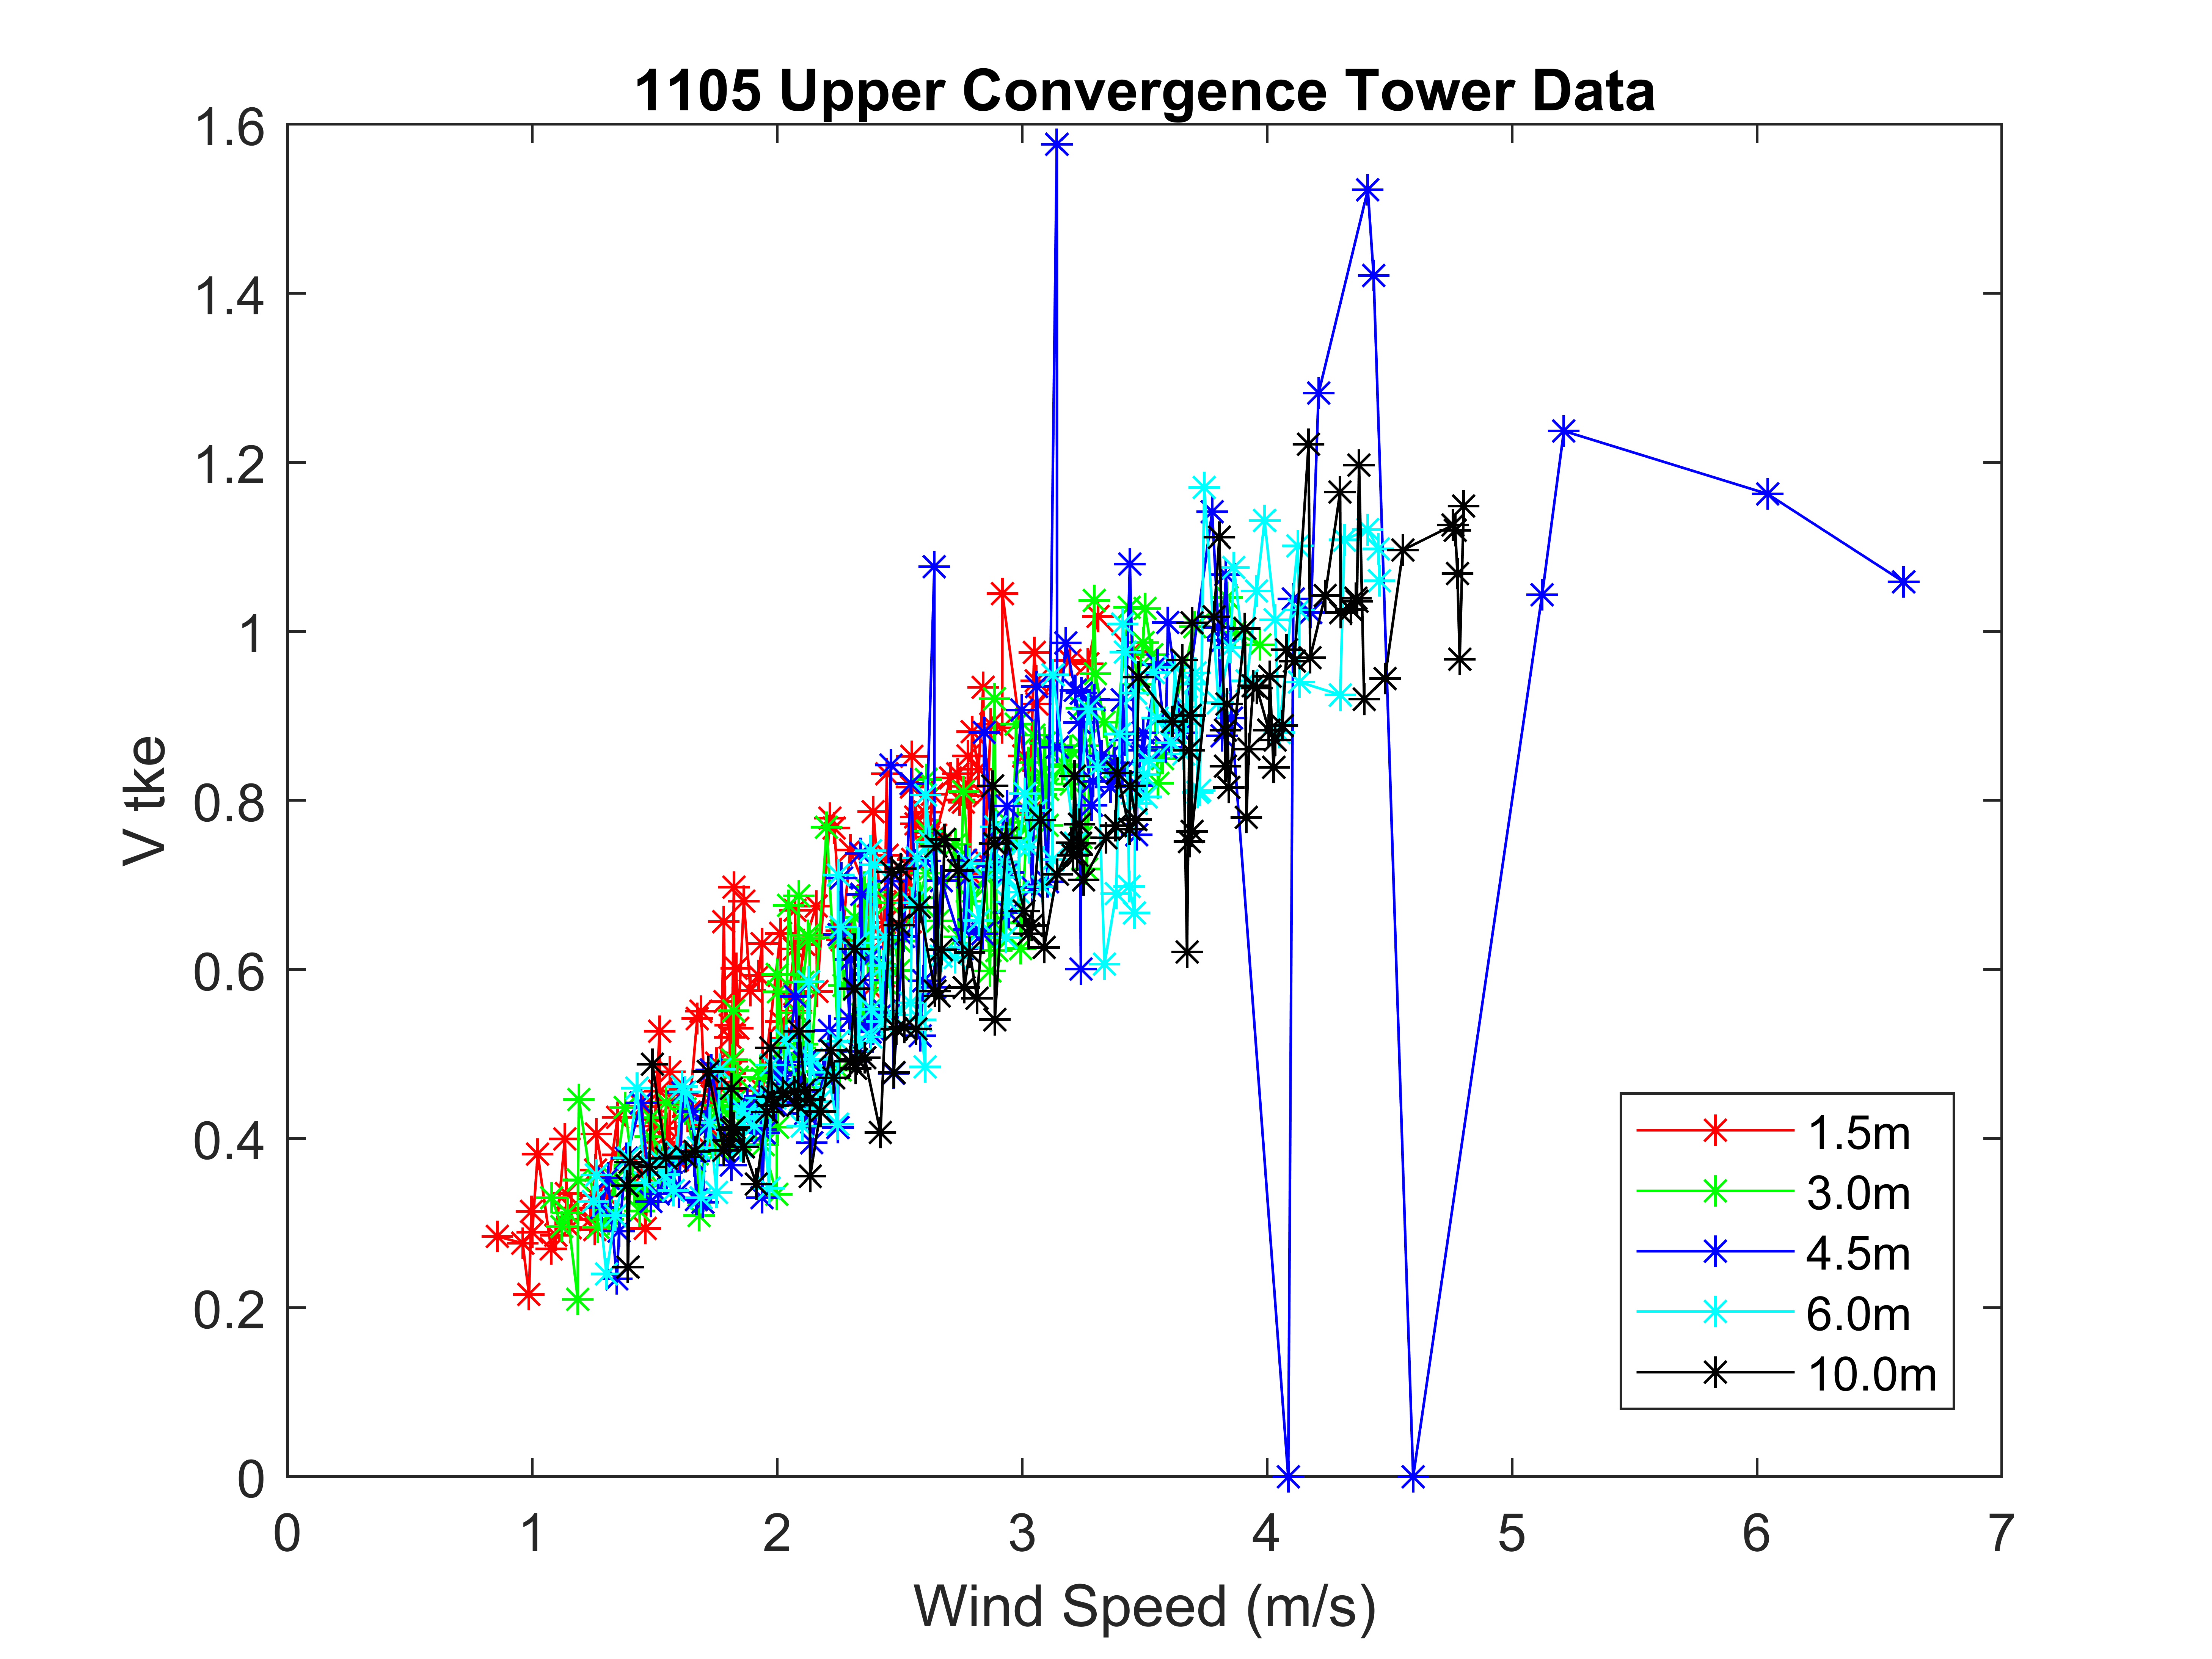 1105 Upper Convergence Tower Data
1.6
1.4
1.2
1
0.8
0.6
0.4
0.2
0
V tke
1.5m
3.0m
4.5m
6.0m
10.0m
0 1 2 3 4 5 6 7
Wind Speed (m/s)